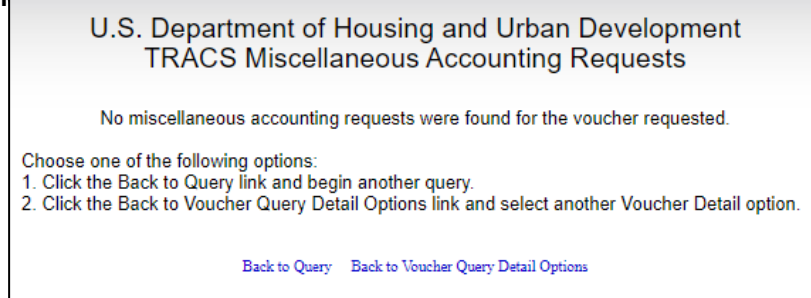 U.S. Department of Housing and Urban Development
TRACS Miscellaneous Accounting Requests
No miscellaneous accounting requests were found for the voucher requested.
Choose one of the following options:
1. Click the Back to Query link and begin another query.
2. Click the Back to Voucher Query Detail Options link and select another Voucher Detail option.
Back to Query Back to Voucher Query Detail Options